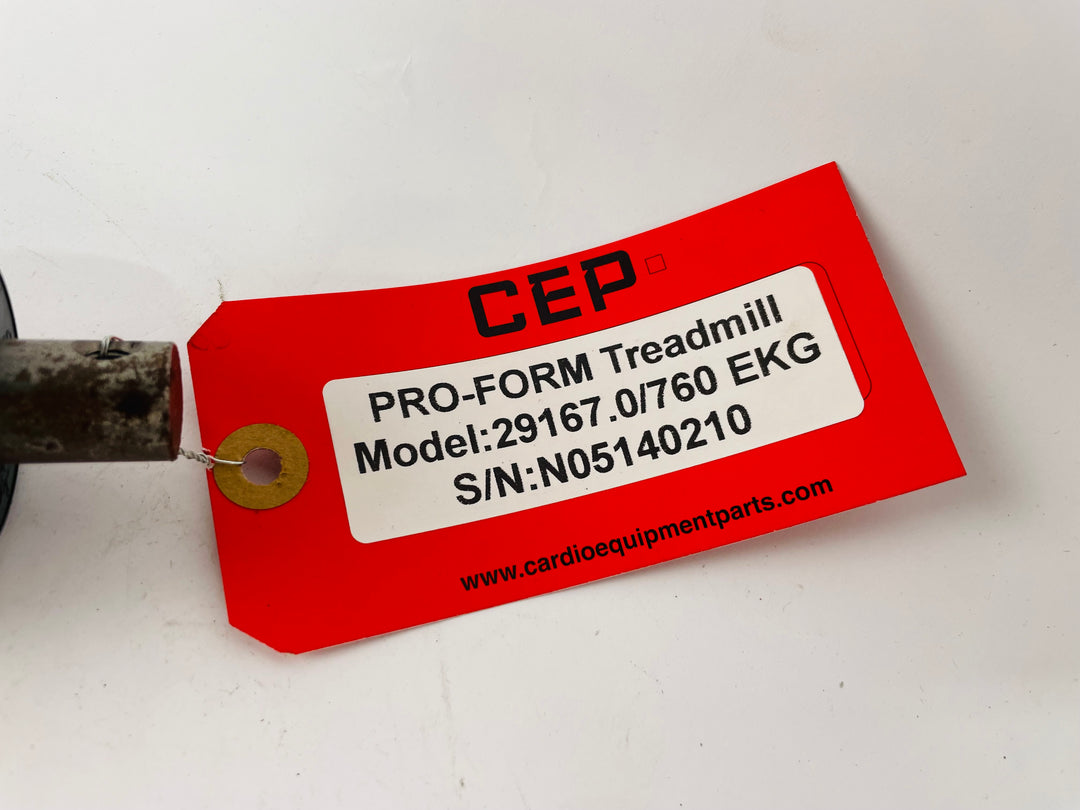 CEP
PRO-FORM Treadmill
Model:29167.0/760 EKG
S/N:N05140210
www.cardioequipmentparts.com